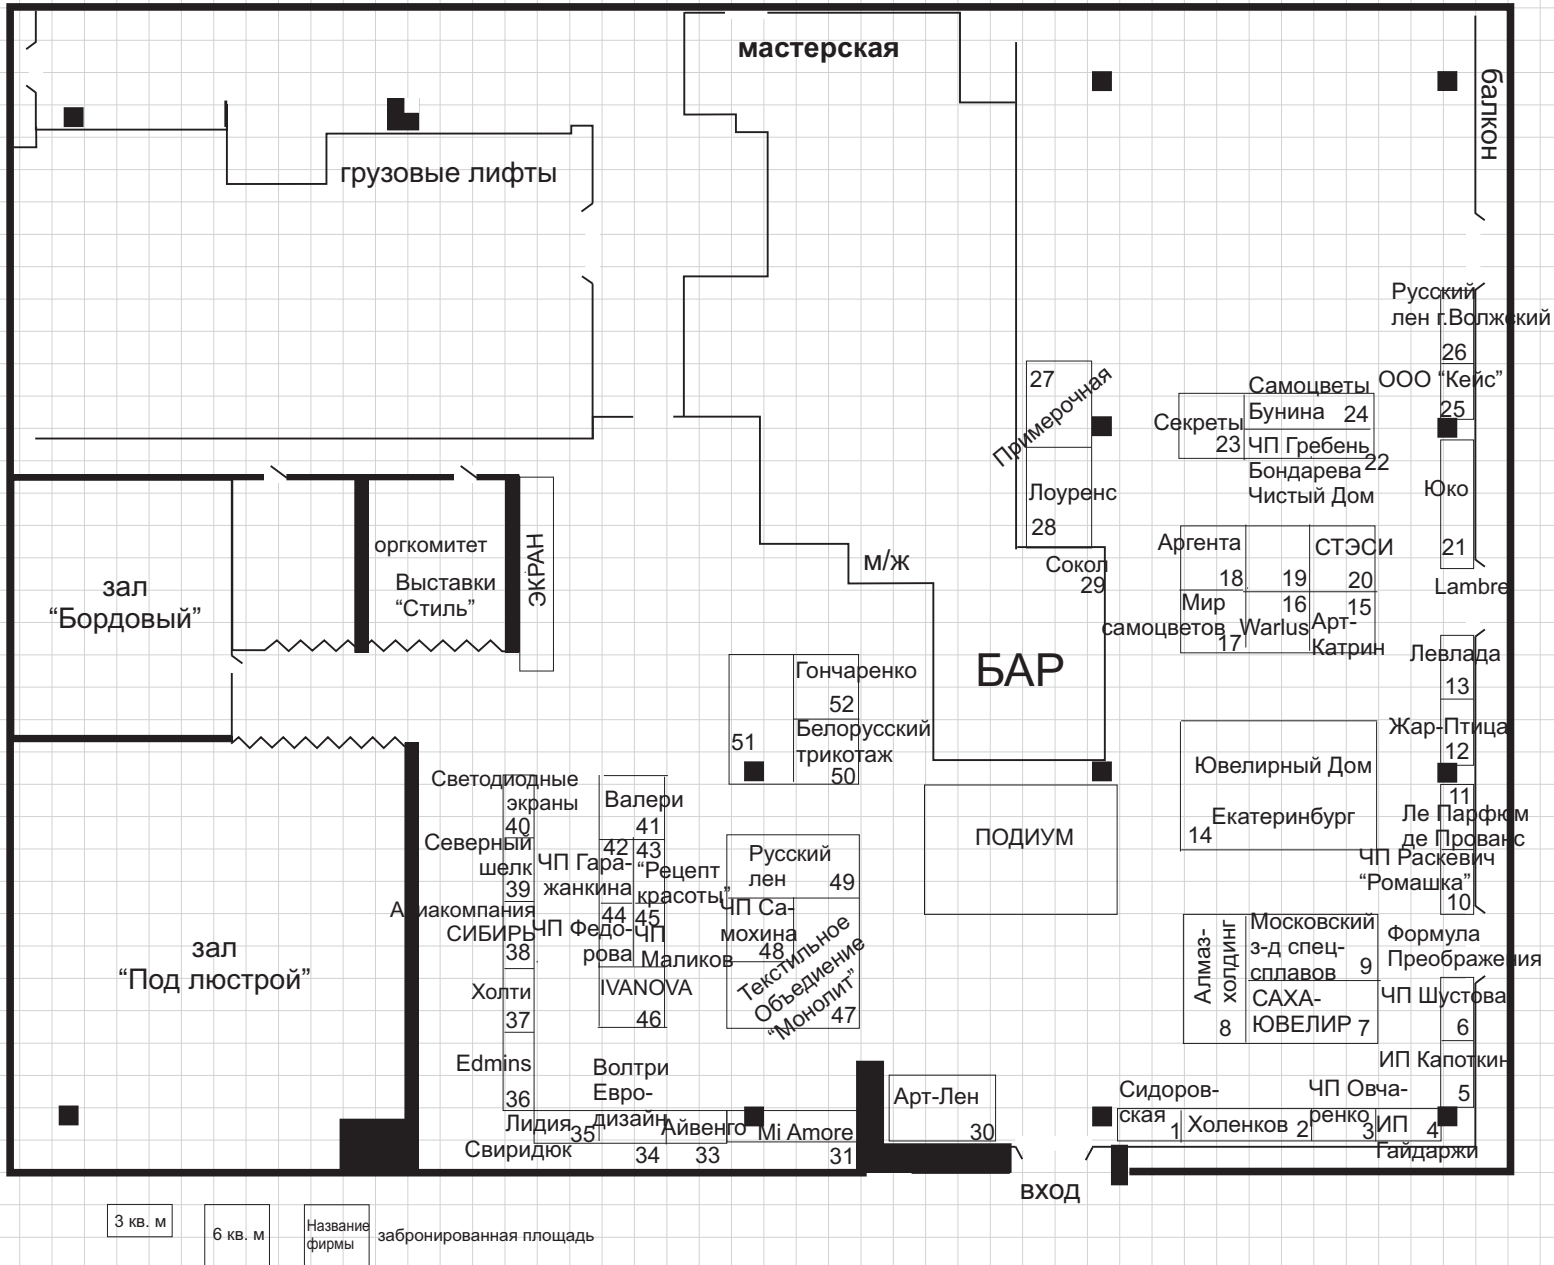 мастерская
балкон
грузовые лифты
Русский
лен г.Волжский
26
ООО “Кейс”
25
27
Примерочная
Самоцветы
Бунина 24
Секреты
23
ЧП Гребень
22
Бондарева
Чистый Дом
Юко
21
Lambre
Лоуренс
28
Сокол
29
м/ж
Аргента
18
19
СТЭСИ
20
Мир
самоцветов
17
16
Warlus
15
Арт-
Катрин
оргкомитет
Выставки
“Стиль”
ЭКРАН
зал
“Бордовый”
БАР
Левлада
13
Жар-Птица
12
Гончаренко
52
51
Белорусский
трикотаж
50
Ювелирный Дом
Екатеринбург
14
11
Ле Парфюм
де Прованс
ЧП Раскевич
“Ромашка”
10
Светодиодные
экраны
40
Валери
41
ПОДИУМ
Северный
шелк
39
42
ЧП Гара-
жанкина
43
“Рецепт
красоты”
Русский
лен 49
Авиакомпания
СИБИРЬ
38
44
ЧП Федо-
рова
45
ЧП
Маликов
ЧП Са-
мохина
48
Текстильное
Объедиение
“Монолит”
47
Алмаз-
холдинг
8
Московский
з-д спец-
сплавов 9
Формула
Преображения
САХА-
ЮВЕЛИР 7
ЧП Шустова
6
зал
“Под люстрой”
Холти
37
IVANOVA
46
Edmins
36
ИП Капоткин
5
Волтри
Евро-
дизайн
Лидия
Свиридюк
35
34
Айвенго
33
Mi Amore
31
Арт-Лен
30
Сидоров-
ская
1
Холенков 2
ЧП Овча-
ренко
3
ИП 4
Гайдаржи
вход
3 кв. м
6 кв. м
Название
фирмы
забронированная площадь